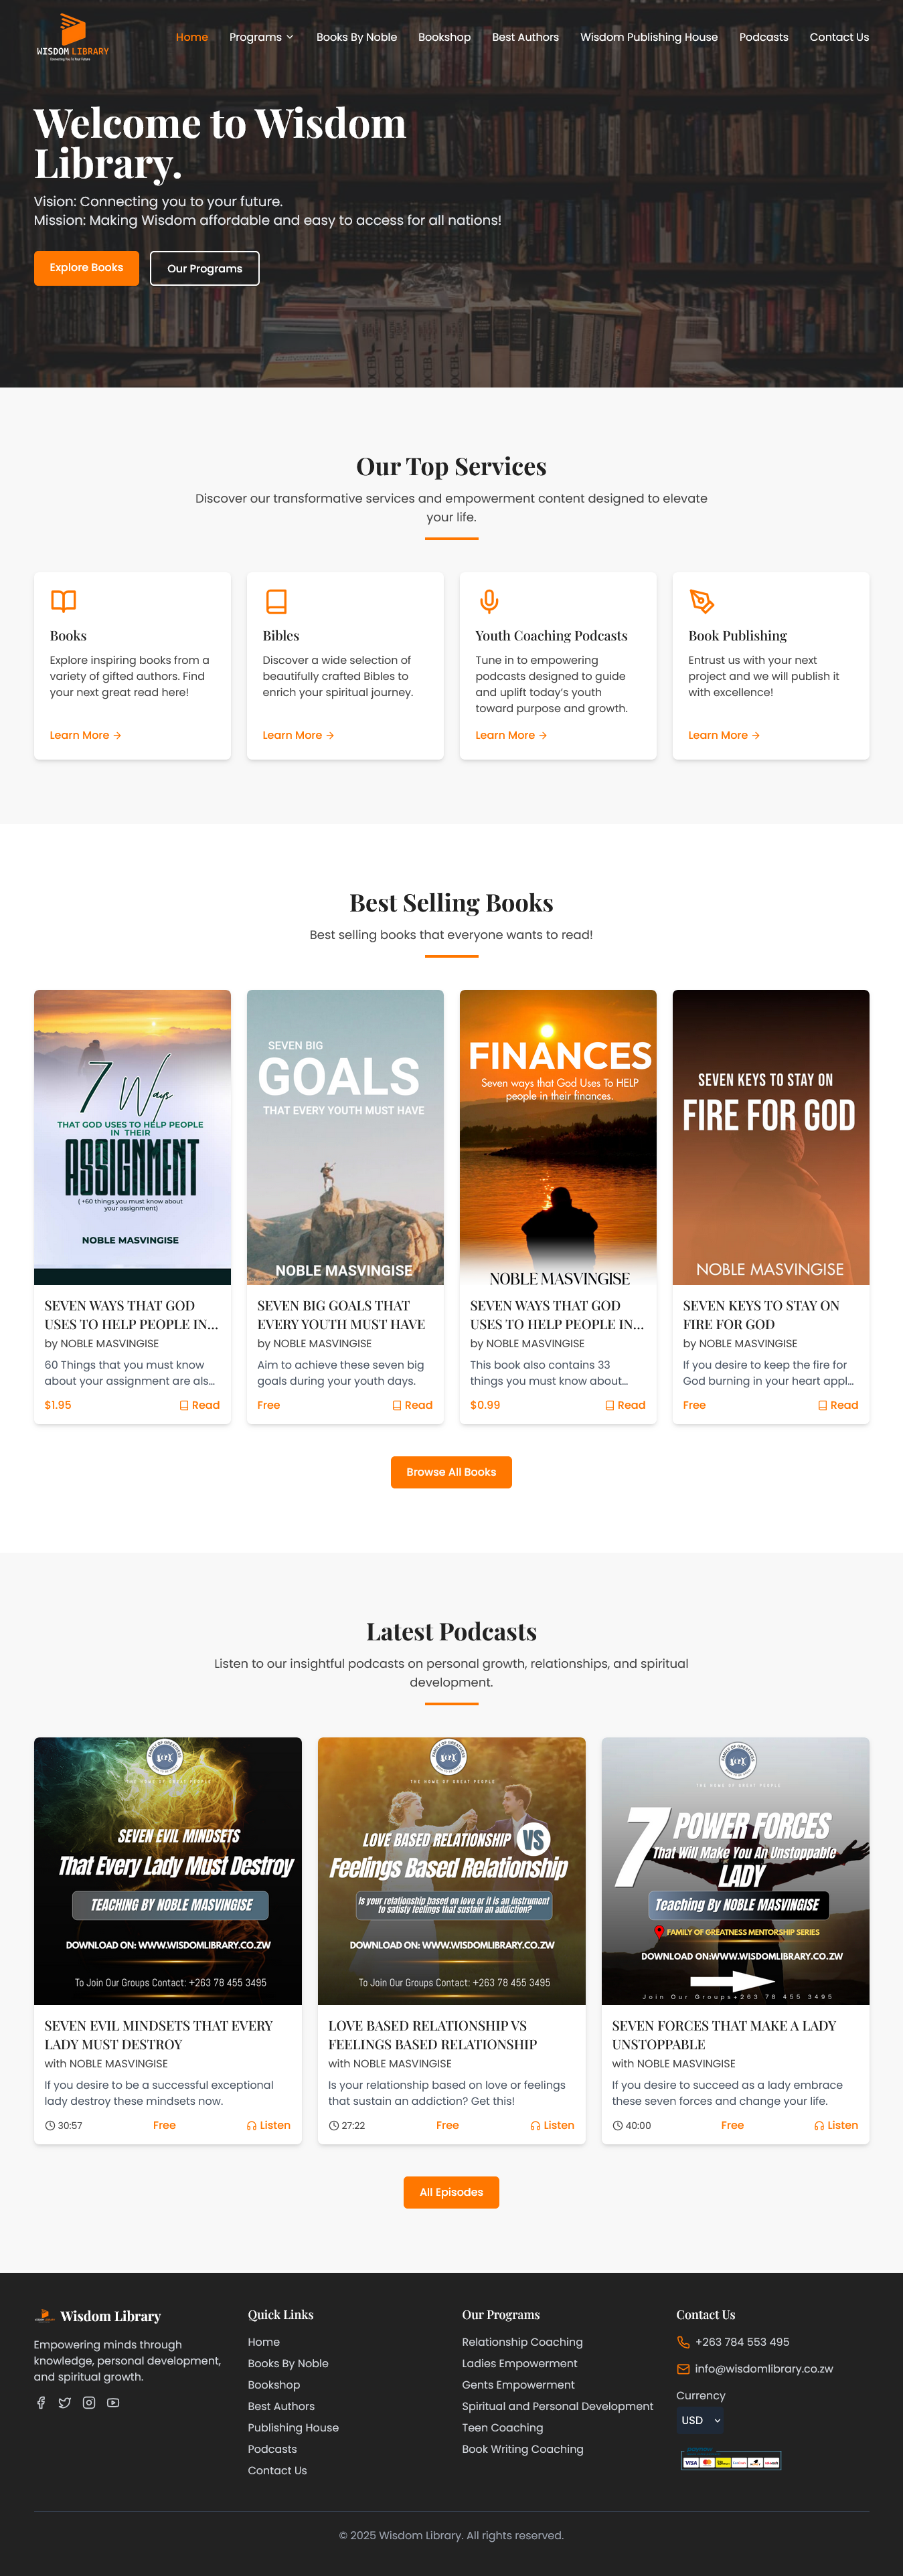 WISDOM LIBRARY
Connecting You to Your Future
Home
Programs
Books By Noble
Bookshop
Best Authors
Wisdom Publishing House
Podcasts
Contact Us
Welcome to Wisdom
Library.
Vision: Connecting you to your future.
Mission: Making Wisdom affordable and easy to access for all nations!
Explore Books
Our Programs
Our Top Services
Discover our transformative services and empowerment content designed to elevate
your life.
Books
Explore inspiring books from a
variety of gifted authors. Find
your next great read here!
Learn More →
Bibles
Discover a wide selection of
beautifully crafted Bibles to
enrich your spiritual journey.
Learn More →
Youth Coaching Podcasts
Tune in to empowering
podcasts designed to guide
and uplift today's youth
toward purpose and growth.
Learn More →
Book Publishing
Entrust us with your next
project and we will publish it
with excellence!
Learn More →
Best Selling Books
Best selling books that everyone wants to read!
7 Ways
THAT GOD USES TO HELP PEOPLE
IN THEIR
ASSIGNMENT
( +60 things you must know about
your assignment)
NOBLE MASVINGISE
SEVEN WAYS THAT GOD
USES TO HELP PEOPLE IN...
by NOBLE MASVINGISE
60 Things that you must know
about your assignment are als...
$1.95
Read
SEVEN BIG
GOALS
THAT EVERY YOUTH MUST HAVE
NOBLE MASVINGISE
SEVEN BIG GOALS THAT
EVERY YOUTH MUST HAVE
by NOBLE MASVINGISE
Aim to achieve these seven big
goals during your youth days.
Free
Read
FINANCES
Seven ways that God Uses To HELP
people in their finances.
NOBLE MASVINGISE
SEVEN WAYS THAT GOD
USES TO HELP PEOPLE IN...
by NOBLE MASVINGISE
This book also contains 33
things you must know about...
$0.99
Read
SEVEN KEYS TO STAY ON
FIRE FOR GOD
NOBLE MASVINGISE
SEVEN KEYS TO STAY ON
FIRE FOR GOD
by NOBLE MASVINGISE
If you desire to keep the fire for
God burning in your heart appl...
Free
Read
Browse All Books
Latest Podcasts
Listen to our insightful podcasts on personal growth, relationships, and spiritual
development.
FAMILY OF GREATNESS
THE HOME OF GREAT PEOPLE
SEVEN EVIL MINDSETS
That Every Lady Must Destroy
TEACHING BY NOBLE MASVINGISE
DOWNLOAD ON: WWW.WISDOMLIBRARY.CO.ZW
To Join Our Groups Contact: +263 78 455 3495
SEVEN EVIL MINDSETS THAT EVERY
LADY MUST DESTROY
with NOBLE MASVINGISE
If you desire to be a successful exceptional
lady destroy these mindsets now.
30:57
Free
Listen
FAMILY OF GREATNESS
THE HOME OF GREAT PEOPLE
LOVE BASED RELATIONSHIP VS
Feelings Based Relationship
Is your relationship based on love or it is an instrument
to satisfy feelings that sustain an addiction?
DOWNLOAD ON: WWW.WISDOMLIBRARY.CO.ZW
To Join Our Groups Contact: +263 78 455 3495
LOVE BASED RELATIONSHIP VS
FEELINGS BASED RELATIONSHIP
with NOBLE MASVINGISE
Is your relationship based on love or feelings
that sustain an addiction? Get this!
27:22
Free
Listen
FAMILY OF GREATNESS
THE HOME OF GREAT PEOPLE
7 POWER FORCES
That Will Make You An Unstoppable
LADY
Teaching By NOBLE MASVINGISE
FAMILY OF GREATNESS MENTORSHIP SERIES
DOWNLOAD ON:WWW.WISDOMLIBRARY.CO.ZW
Join Our Groups+263 78 455 3495
SEVEN FORCES THAT MAKE A LADY
UNSTOPPABLE
with NOBLE MASVINGISE
If you desire to succeed as a lady embrace
these seven forces and change your life.
40:00
Free
Listen
All Episodes
Wisdom Library
Empowering minds through
knowledge, personal development,
and spiritual growth.
Quick Links
Home
Books By Noble
Bookshop
Best Authors
Publishing House
Podcasts
Contact Us
Our Programs
Relationship Coaching
Ladies Empowerment
Gents Empowerment
Spiritual and Personal Development
Teen Coaching
Book Writing Coaching
Contact Us
+263 784 553 495
info@wisdomlibrary.co.zw
Currency
USD
VISA
© 2025 Wisdom Library. All rights reserved.